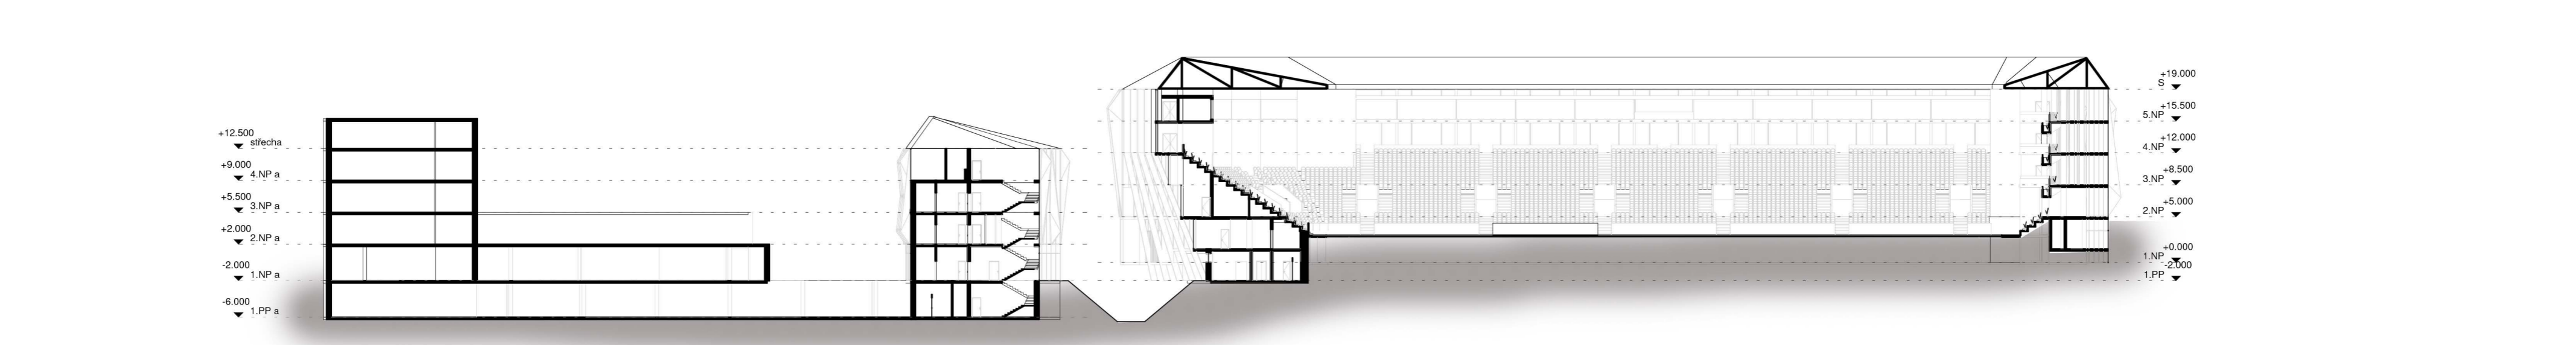 +12.500
střecha
+9.000
4.NP a
+5.500
3.NP a
+2.000
2.NP a
-2.000
1.NP a
-6.000
1.PP a
+19.000
S
+15.500
5.NP
+12.000
4.NP
+8.500
3.NP
+5.000
2.NP
+0.000
1.NP
-2.000
1.PP